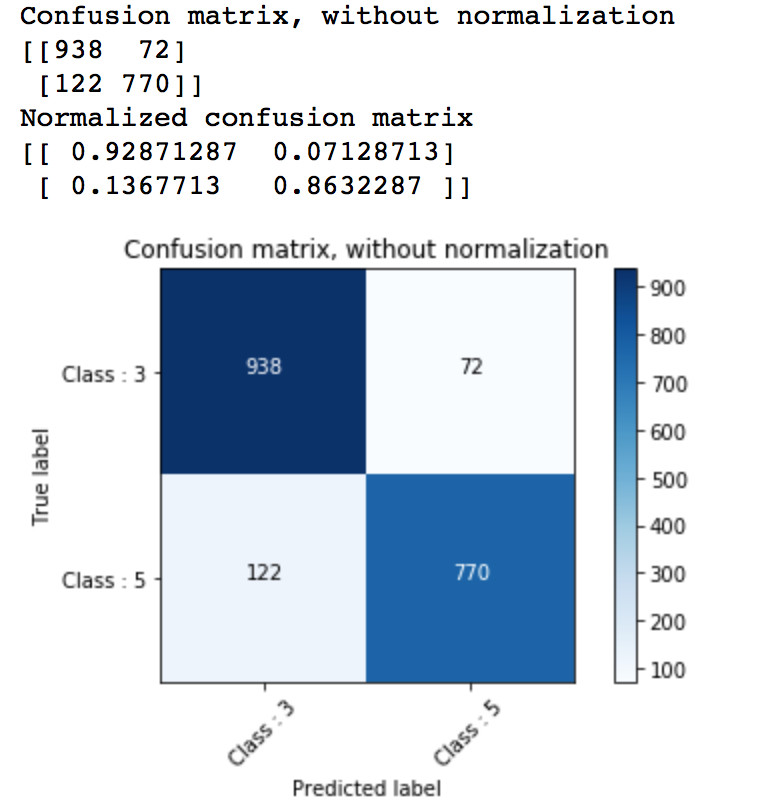 Confusion matrix, without normalization
[[938  72]
 [122 770]]
Normalized confusion matrix
[[ 0.92871287  0.07128713]
 [ 0.1367713   0.8632287 ]]
Confusion matrix, without normalization
938
72
122
770
Class : 3
Class : 5
True label
Class : 3
Class : 5
Predicted label
900
800
700
600
500
400
300
200
100